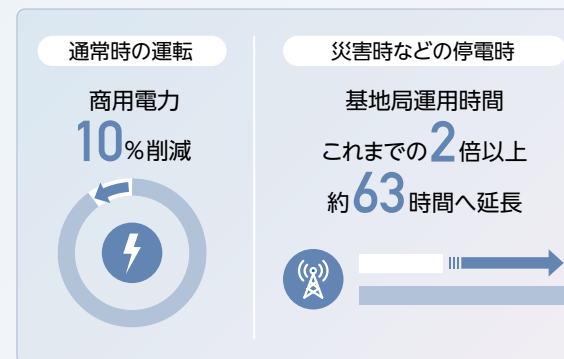 通常時の運転
商用電力
10%削減
災害時などの停電時
基地局運用時間
これまでの2倍以上
約63時間へ延長